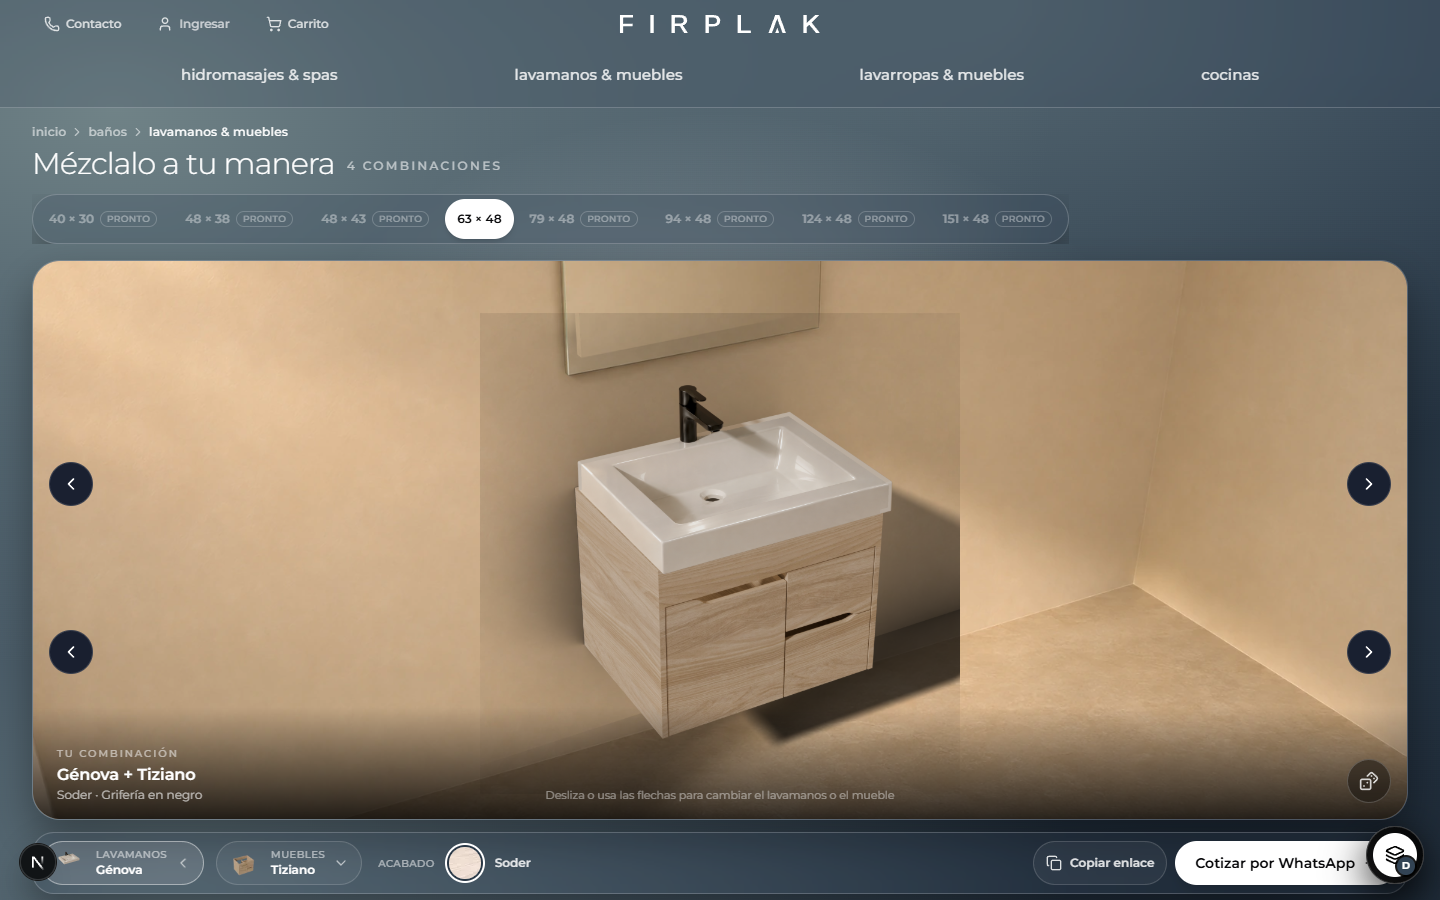 Contacto
Ingresar
Carrito
FIRPLAK
hidromasajes & spas
lavamanos & muebles
lavarropas & muebles
cocinas
inicio > baños > lavamanos & muebles
Mézclalo a tu manera 4 COMBINACIONES
40 × 30 PRONTO
48 × 38 PRONTO
48 × 43 PRONTO
63 × 48
79 × 48 PRONTO
94 × 48 PRONTO
124 × 48 PRONTO
151 × 48 PRONTO
TU COMBINACIÓN
Génova + Tiziano
Soder · Grifería en negro
Desliza o usa las flechas para cambiar el lavamanos o el mueble
N
LAVAMANOS
Génova
MUEBLES
Tiziano
ACABADO
Soder
Copiar enlace
Cotizar por WhatsApp
D